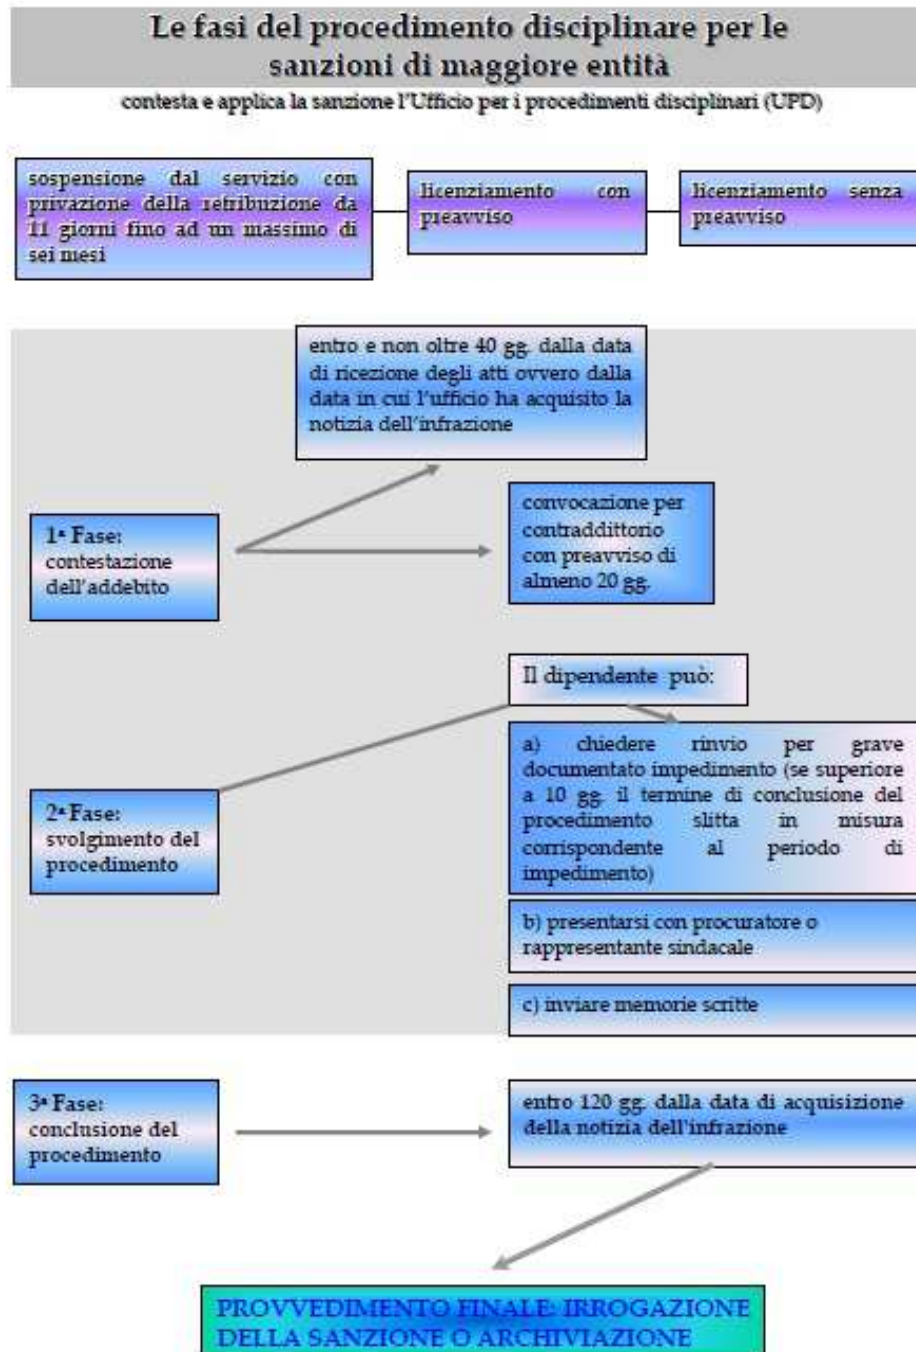 Le fasi del procedimento disciplinare per le
sanzioni di maggiore entità
contesta e applica la sanzione l'Ufficio per i procedimenti disciplinari (UPD)
sospensione dal servizio con
privazione della retribuzione da
11 giorni fino ad un massimo di
sei mesi
licenziamento con
preavviso
licenziamento senza
preavviso
entro e non oltre 40 gg. dalla data
di ricezione degli atti ovvero dalla
data in cui l'ufficio ha acquisito la
notizia dell'infrazione
1ª Fase:
contestazione
dell'addebito
convocazione per
contraddittorio
con preavviso di
almeno 20 gg.
Il dipendente può:
2ª Fase:
svolgimento del
procedimento
a) chiedere rinvio per grave
documentato impedimento (se superiore
a 10 gg. il termine di conclusione del
procedimento slitta in misura
corrispondente al periodo di
impedimento)
b) presentarsi con procuratore o
rappresentante sindacale
c) inviare memorie scritte
3ª Fase:
conclusione del
procedimento
entro 120 gg. dalla data di acquisizione
della notizia dell'infrazione
PROVVEDIMENTO FINALE: IRROGAZIONE
DELLA SANZIONE O ARCHIVIAZIONE